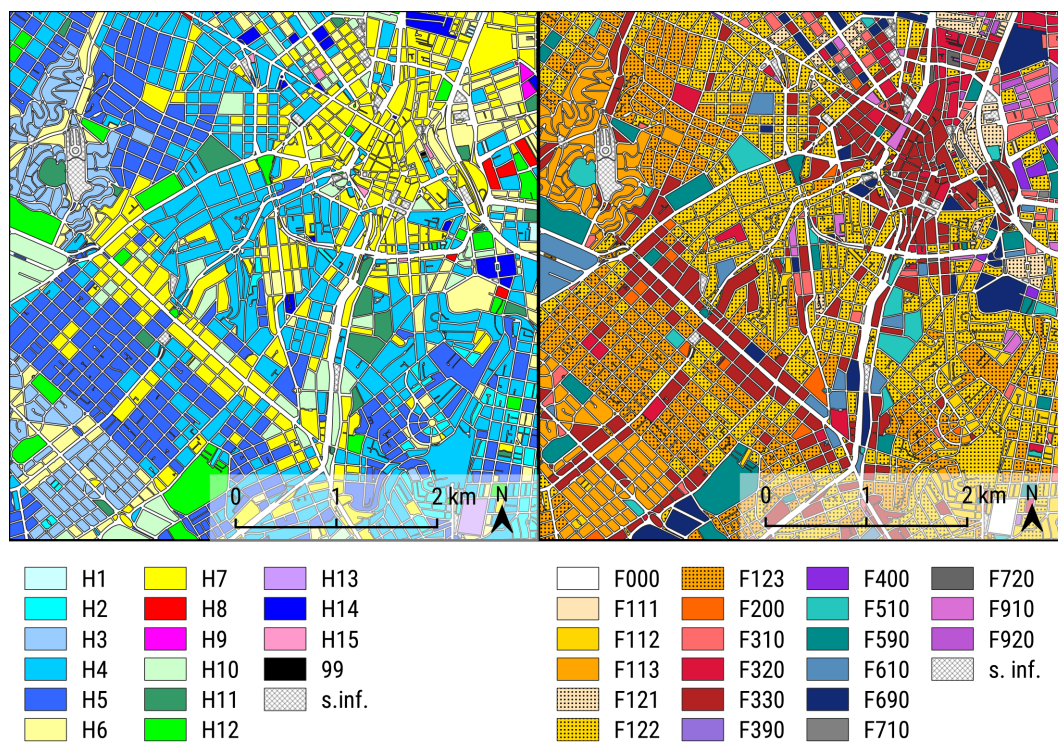 0 1 2 km N
0 1 2 km N
H1 H7 H13
H2 H8 H14
H3 H9 H15
H4 H10 99
H5 H11 s.inf.
H6 H12
F000 F123 F400 F720
F111 F200 F510 F910
F112 F310 F590 F920
F113 F320 F610 s. inf.
F121 F330 F690
F122 F390 F710